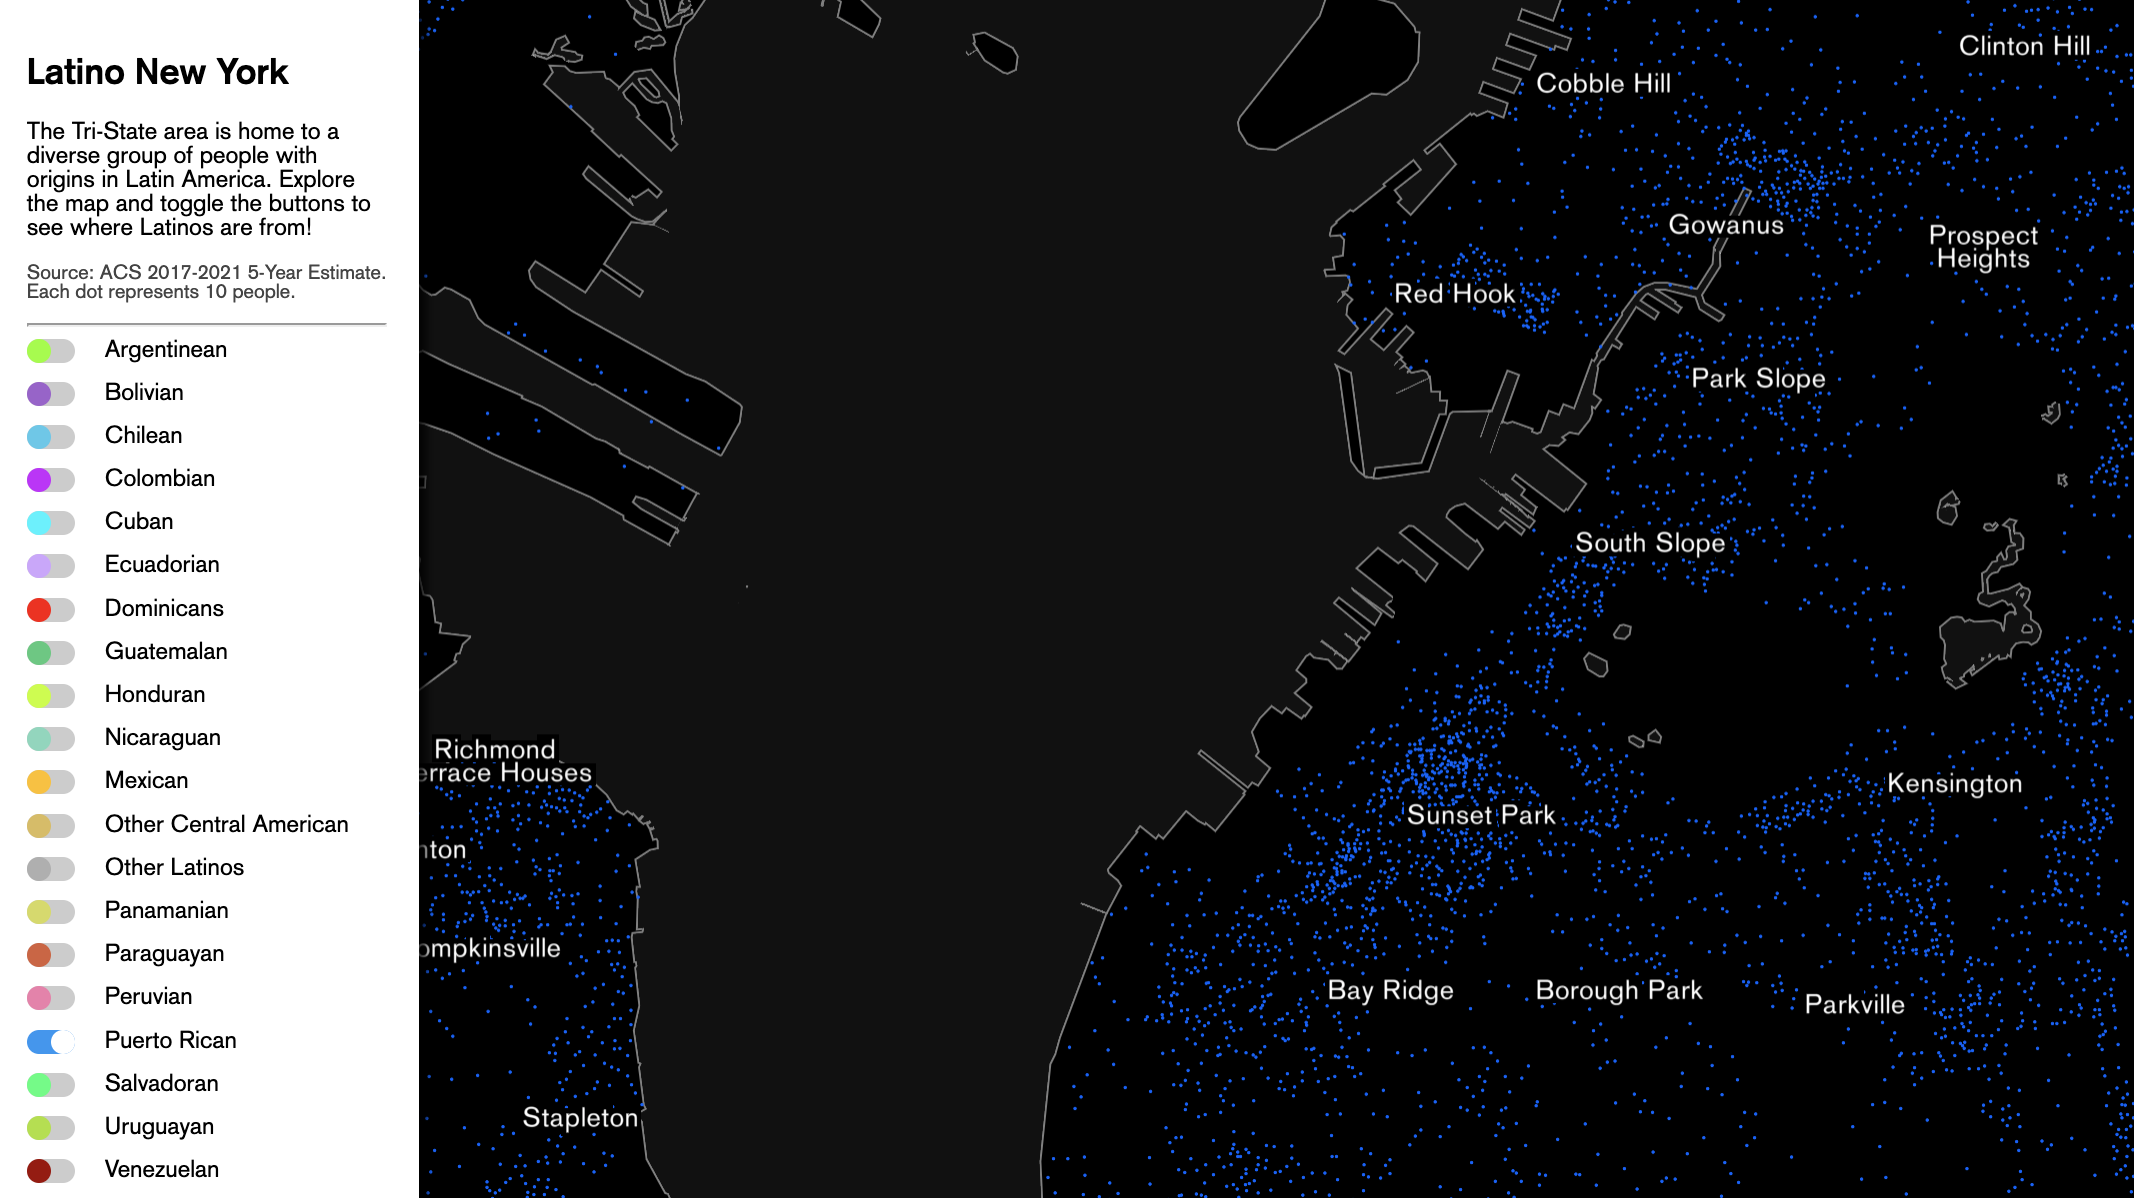 Latino New York
The Tri-State area is home to a
diverse group of people with
origins in Latin America. Explore
the map and toggle the buttons to
see where Latinos are from!
Source: ACS 2017-2021 5-Year Estimate.
Each dot represents 10 people.
Argentinean
Bolivian
Chilean
Colombian
Cuban
Ecuadorian
Dominicans
Guatemalan
Honduran
Nicaraguan
Mexican
Other Central American
Other Latinos
Panamanian
Paraguayan
Peruvian
Puerto Rican
Salvadoran
Uruguayan
Venezuelan
Clinton Hill
Cobble Hill
Gowanus
Prospect
Heights
Red Hook
Park Slope
South Slope
Richmond
errace Houses
Kensington
Sunset Park
nton
ompkinsville
Bay Ridge
Borough Park
Parkville
Stapleton